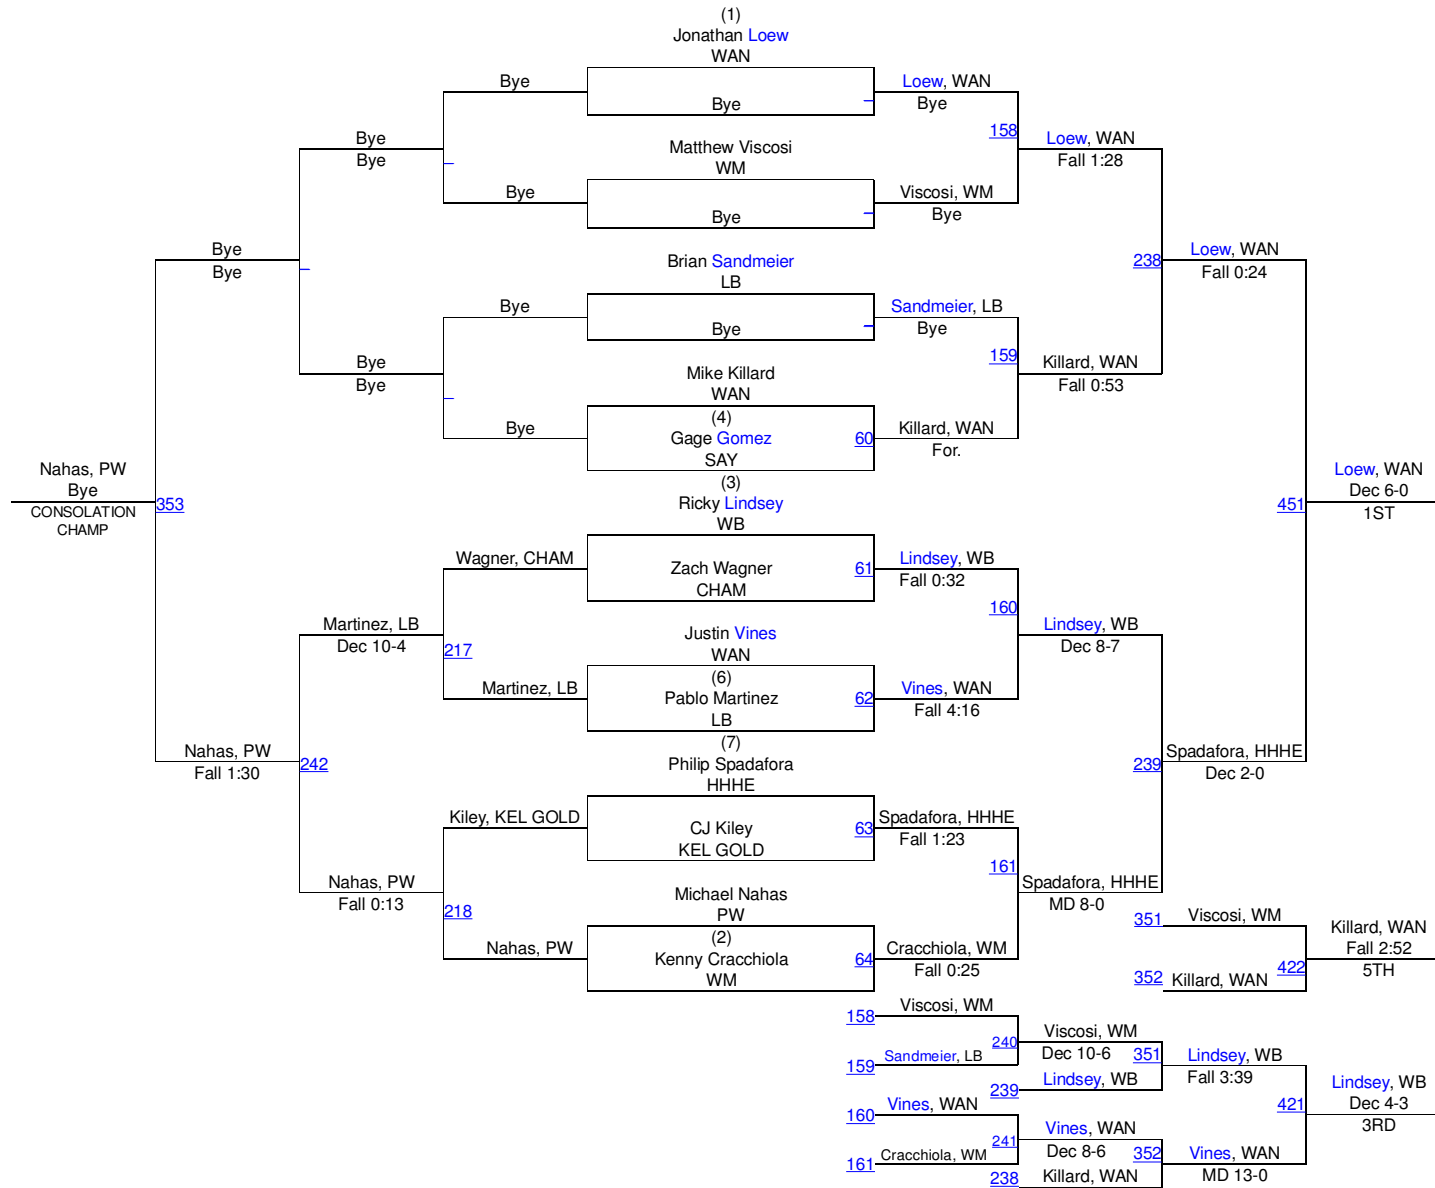 (1)
Jonathan Loew
WAN
Bye
Loew, WAN
Bye
Bye
158
Bye
Bye
Loew, WAN
Fall 1:28
Matthew Viscosi
WM
Bye
Viscosi, WM
Bye
Bye
Bye
Bye
238
Loew, WAN
Fall 0:24
Brian Sandmeier
LB
Bye
Sandmeier, LB
Bye
Bye
159
Bye
Bye
Killard, WAN
Fall 0:53
Mike Killard
WAN
(4)
Gage Gomez
SAY
60
Bye
Killard, WAN
For.
Nahas, PW
Bye
CONSOLATION
CHAMP
353
451
Loew, WAN
Dec 6-0
1ST
(3)
Ricky Lindsey
WB
Wagner, CHAM
Zach Wagner
CHAM
61
Lindsey, WB
Fall 0:32
160
Martinez, LB
Dec 10-4
217
Lindsey, WB
Dec 8-7
Justin Vines
WAN
(6)
Pablo Martinez
LB
62
Martinez, LB
Vines, WAN
Fall 4:16
Nahas, PW
Fall 1:30
242
239
Spadafora, HHHE
Dec 2-0
(7)
Philip Spadafora
HHHE
Kiley, KEL GOLD
CJ Kiley
KEL GOLD
63
Spadafora, HHHE
Fall 1:23
161
Nahas, PW
Fall 0:13
218
Spadafora, HHHE
MD 8-0
Michael Nahas
PW
(2)
Kenny Cracchiola
WM
64
Nahas, PW
Cracchiola, WM
Fall 0:25
351
Viscosi, WM
352
Killard, WAN
422
Killard, WAN
Fall 2:52
5TH
158
Viscosi, WM
159
Sandmeier, LB
240
Viscosi, WM
Dec 10-6
239
Lindsey, WB
351
Lindsey, WB
Fall 3:39
160
Vines, WAN
161
Cracchiola, WM
241
Vines, WAN
Dec 8-6
238
Killard, WAN
352
Vines, WAN
MD 13-0
421
Lindsey, WB
Dec 4-3
3RD